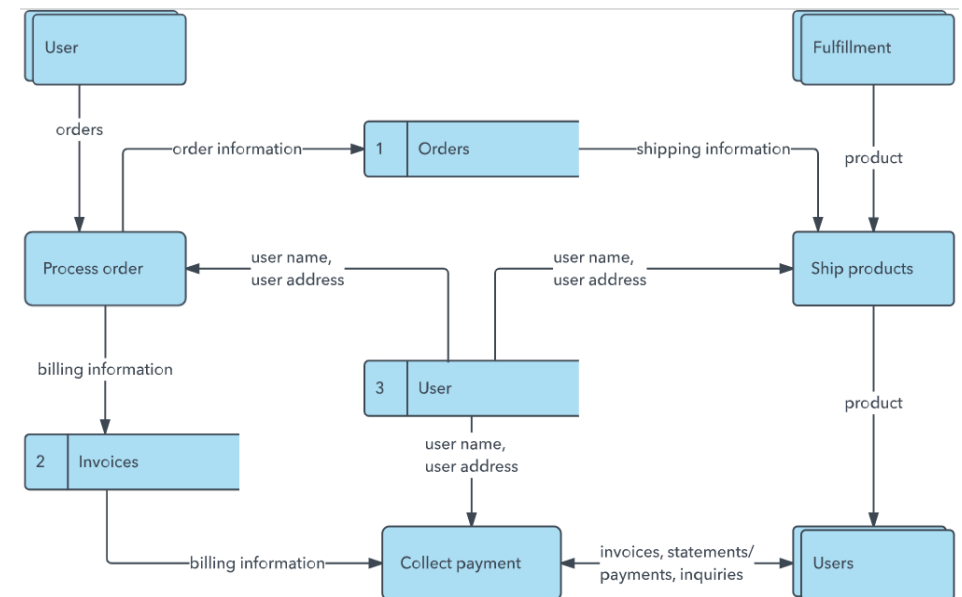 User
Fulfillment
orders
order information
1
Orders
shipping information
product
Process order
user name,
user address
user name,
user address
Ship products
billing information
3
User
product
2
Invoices
user name,
user address
billing information
Collect payment
invoices, statements/
payments, inquiries
Users